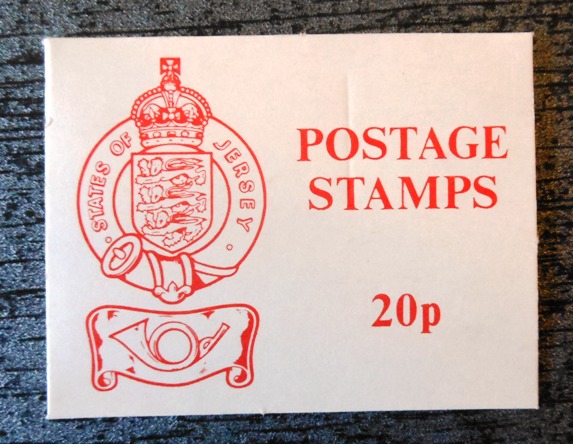 STATES OF JERSEY
POSTAGE
STAMPS
20p